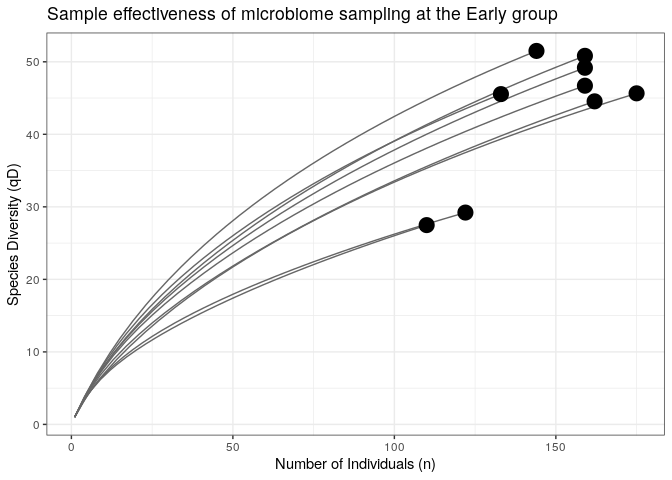 Sample effectiveness of microbiome sampling at the Early group
Species Diversity (qD)
50
40
30
20
10
0
0 50 100 150
Number of Individuals (n)